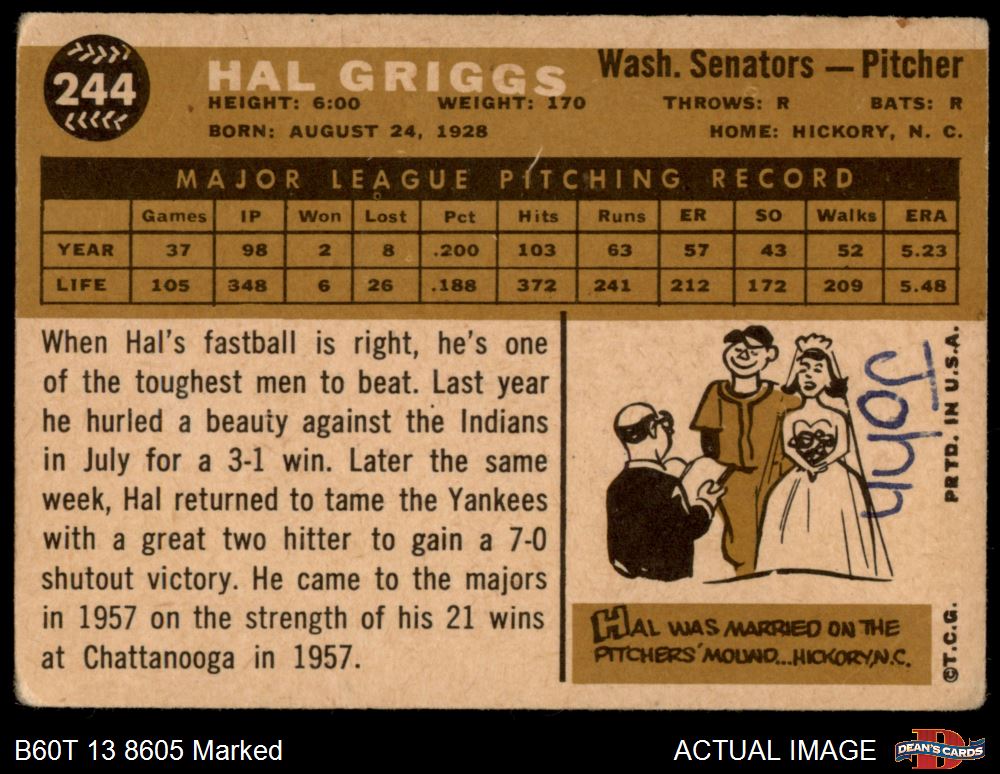 244
HAL GRIGGS
Wash. Senators — Pitcher
HEIGHT: 6:00 WEIGHT: 170 THROWS: R BATS: R
BORN: AUGUST 24, 1928 HOME: HICKORY, N. C.
MAJOR LEAGUE PITCHING RECORD
Games IP Won Lost Pct Hits Runs ER SO Walks ERA
YEAR 37 98 2 8 .200 103 63 57 43 52 5.23
LIFE 105 348 6 26 .188 372 241 212 172 209 5.48
When Hal's fastball is right, he's one
of the toughest men to beat. Last year
he hurled a beauty against the Indians
in July for a 3-1 win. Later the same
week, Hal returned to tame the Yankees
with a great two hitter to gain a 7-0
shutout victory. He came to the majors
in 1957 on the strength of his 21 wins
at Chattanooga in 1957.
John
HAL WAS MARRIED ON THE
PITCHERS' MOUND...HICKORY, N.C.
©T.C.G. PRTD. IN U.S.A.
B60T 13 8605 Marked
ACTUAL IMAGE
DEAN'S CARDS